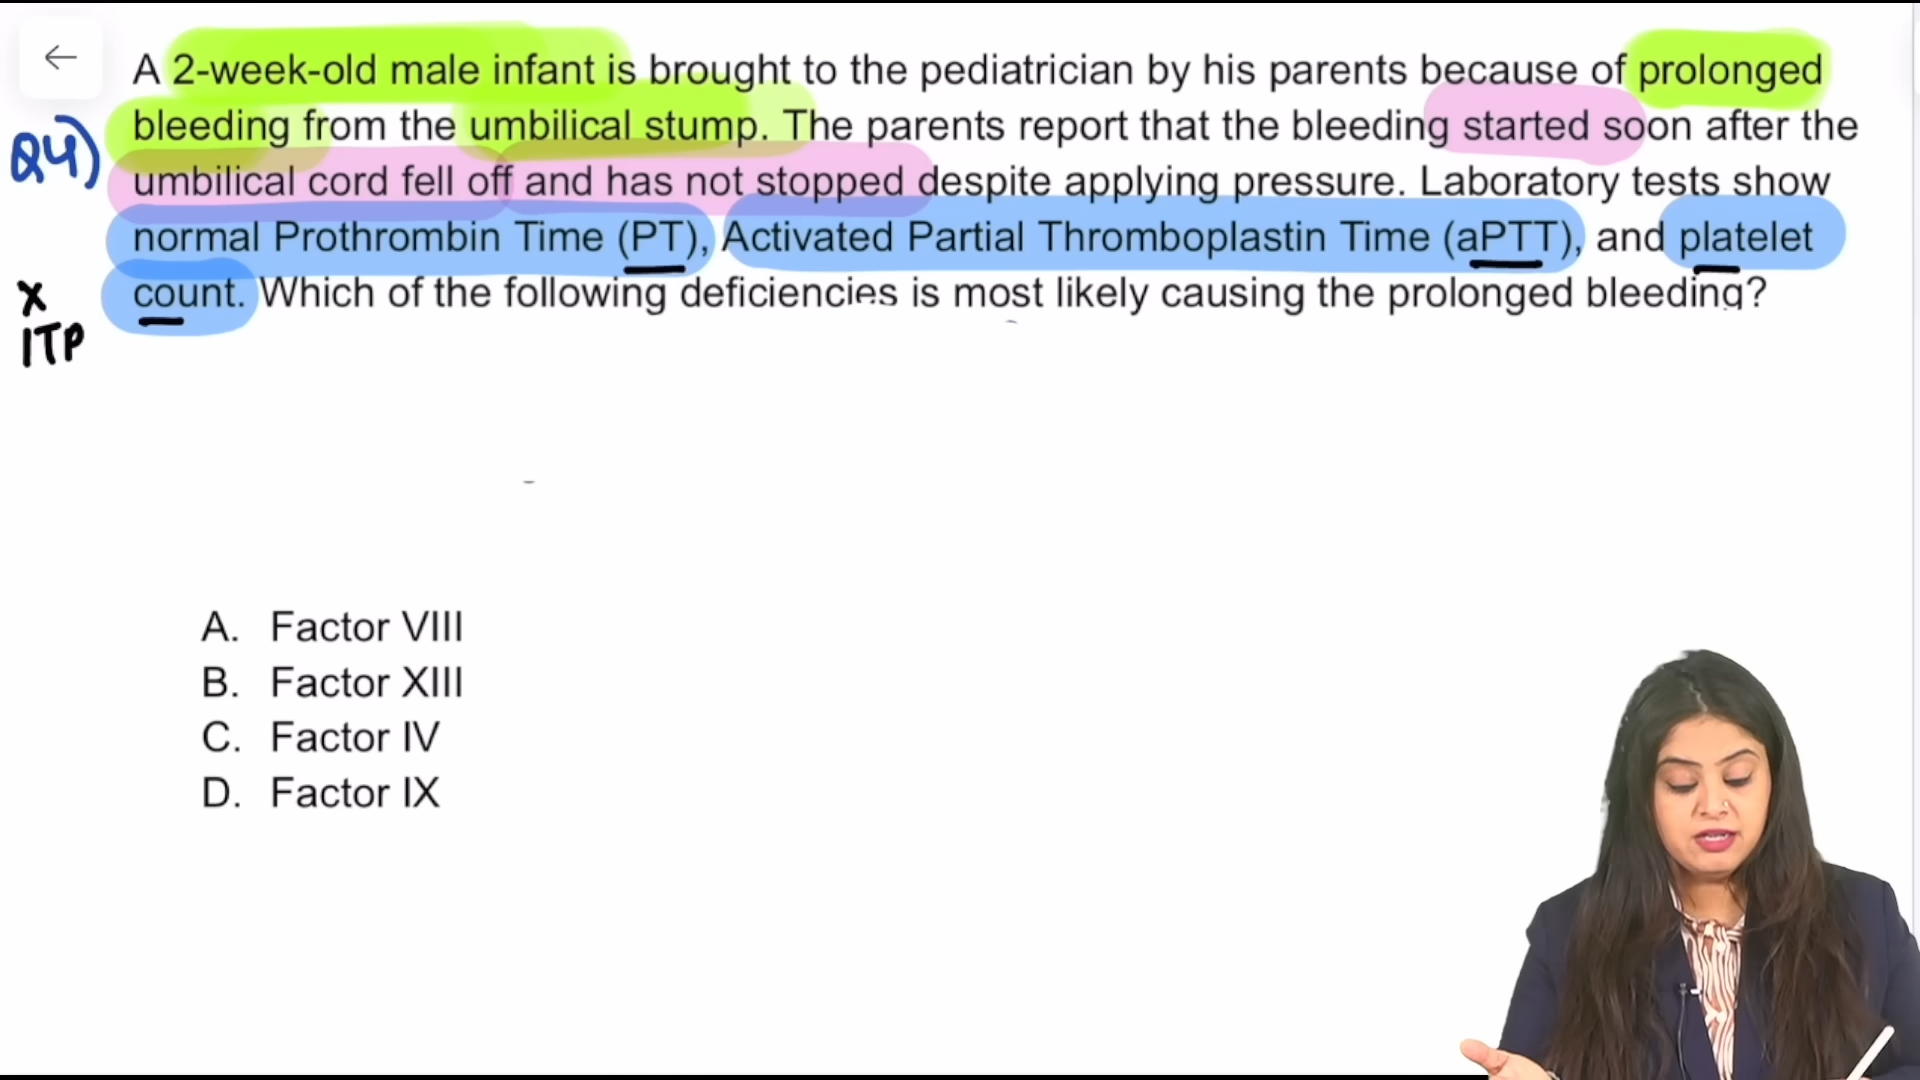 A 2-week-old male infant is brought to the pediatrician by his parents because of prolonged
bleeding from the umbilical stump. The parents report that the bleeding started soon after the
Q4)
umbilical cord fell off and has not stopped despite applying pressure. Laboratory tests show
normal Prothrombin Time (PT), Activated Partial Thromboplastin Time (aPTT), and platelet
count. Which of the following deficiencies is most likely causing the prolonged bleeding?
X
ITP
A. Factor VIII
B. Factor XIII
C. Factor IV
D. Factor IX